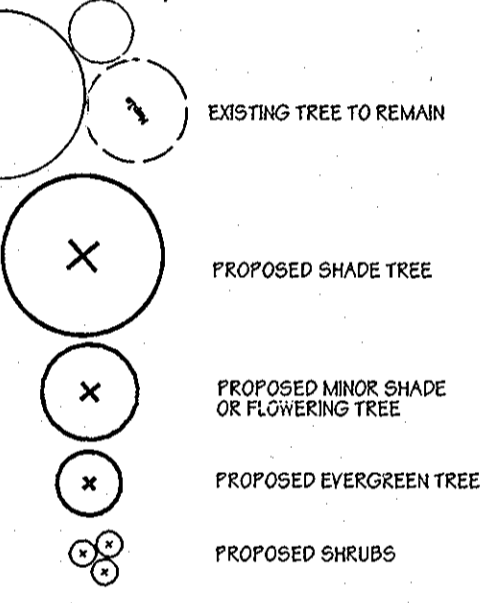 EXISTING TREE TO REMAIN
PROPOSED SHADE TREE
PROPOSED MINOR SHADE
OR FLOWERING TREE
PROPOSED EVERGREEN TREE
PROPOSED SHRUBS